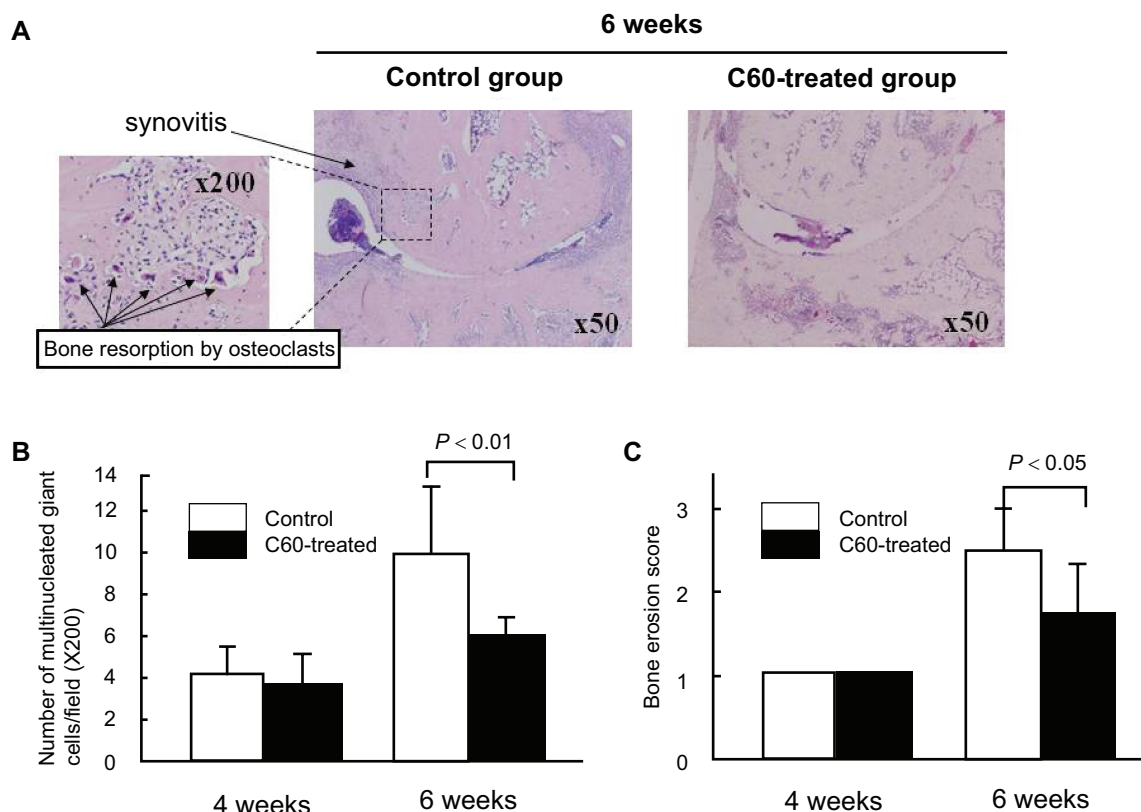 A
6 weeks
Control group
C60-treated group
synovitis
x200
x50
x50
Bone resorption by osteoclasts
B
Number of multinucleated giant
cells/field (X200)
14
12
10
8
6
4
2
0
Control
C60-treated
P < 0.01
4 weeks
6 weeks
C
Bone erosion score
3
2
1
0
Control
C60-treated
P < 0.05
4 weeks
6 weeks